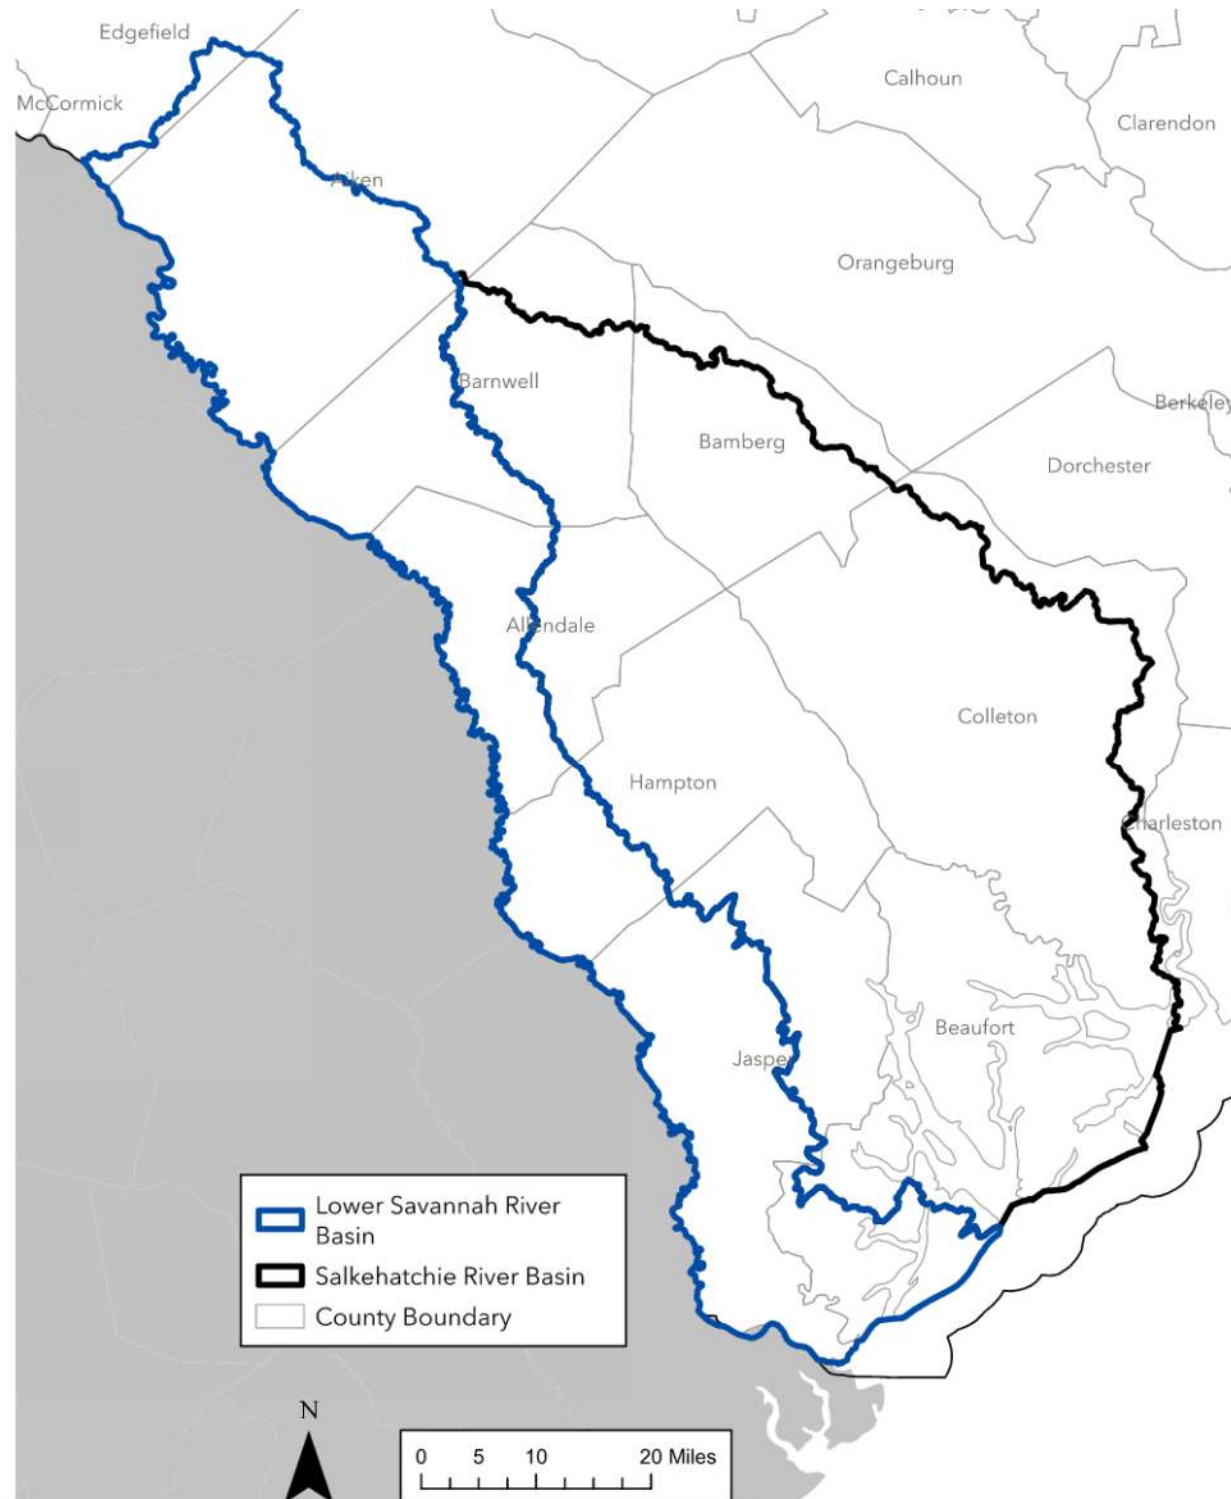 Edgefield
McCormick
Calhoun
Clarendon
Aiken
Orangeburg
Barnwell
Berkeley
Bamberg
Dorchester
Allendale
Colleton
Hampton
Charleston
Beaufort
Jasper
Lower Savannah River
Basin
Salkehatchie River Basin
County Boundary
N
0 5 10 20 Miles